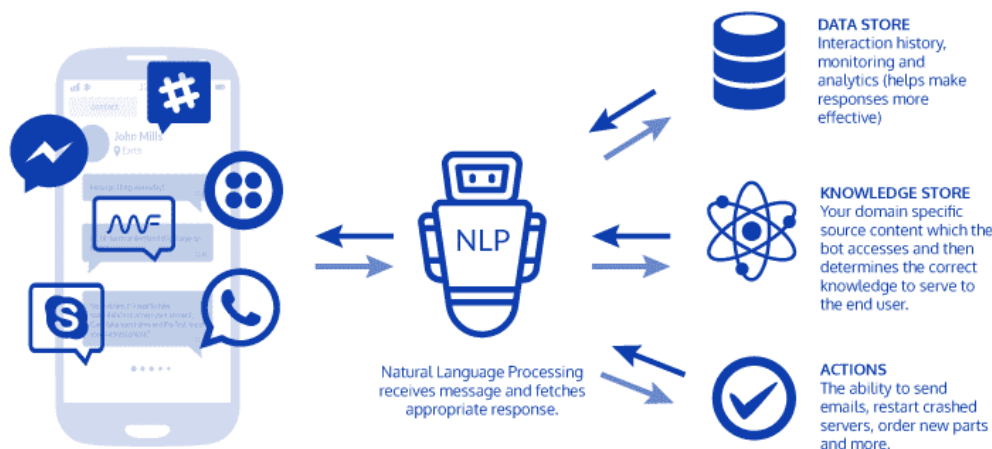 contact
John Mills
Earth
NLP
Natural Language Processing
receives message and fetches
appropriate response.
DATA STORE
Interaction history,
monitoring and
analytics (helps make
responses more
effective)
KNOWLEDGE STORE
Your domain specific
source content which the
bot accesses and then
determines the correct
knowledge to serve to
the end user.
ACTIONS
The ability to send
emails, restart crashed
servers, order new parts
and more.